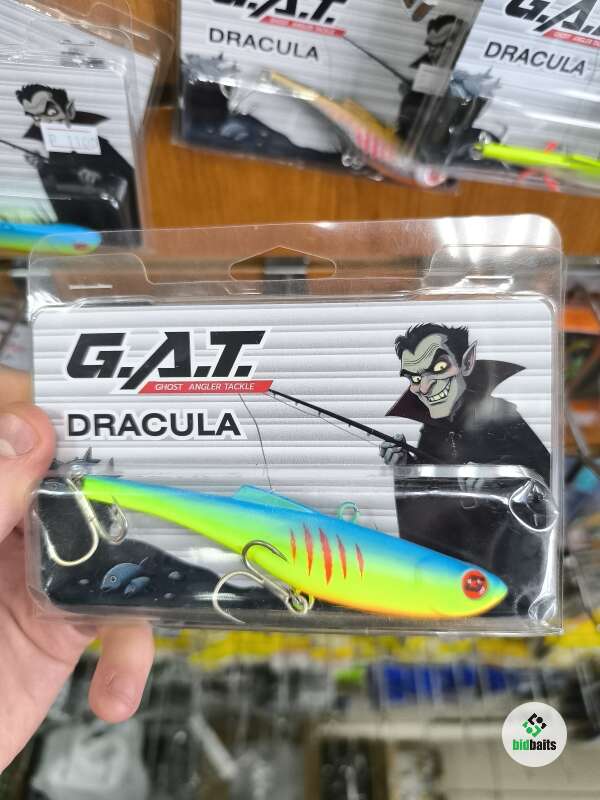 G.A.T.
DRACULA
G.A.T.
GHOST ANGLER TACKLE
DRACULA
G.A.T.
GHOST ANGLER TACKLE
DRACULA
bidbaits